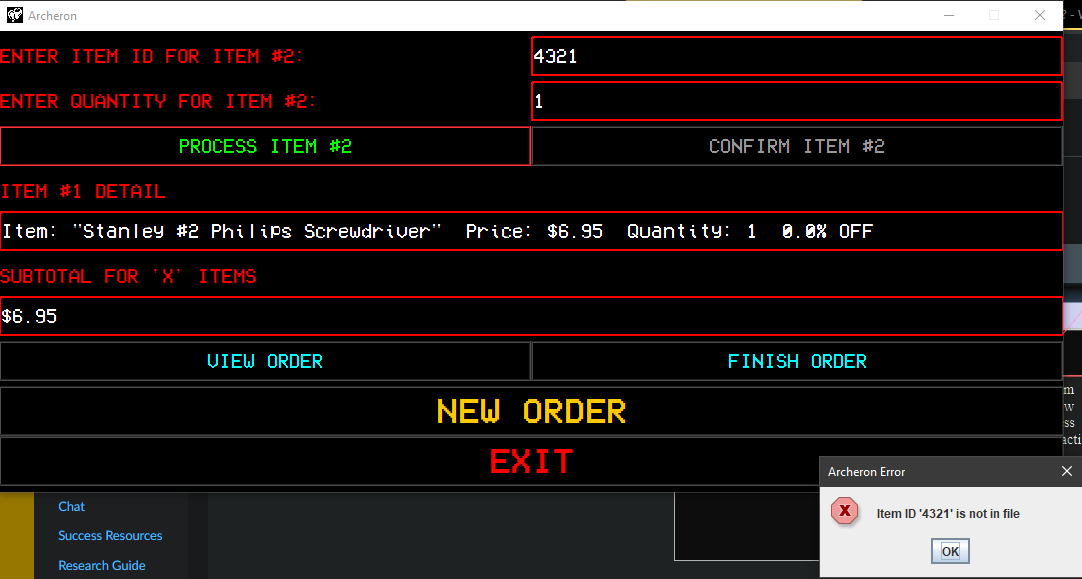 Archeron
ENTER ITEM ID FOR ITEM #2:
4321
ENTER QUANTITY FOR ITEM #2:
1
PROCESS ITEM #2
CONFIRM ITEM #2
ITEM #1 DETAIL
Item: "Stanley #2 Philips Screwdriver" Price: $6.95 Quantity: 1 0.0% OFF
SUBTOTAL FOR 'X' ITEMS
$6.95
VIEW ORDER
FINISH ORDER
NEW ORDER
EXIT
Archeron Error
Item ID '4321' is not in file
OK
Chat
Success Resources
Research Guide